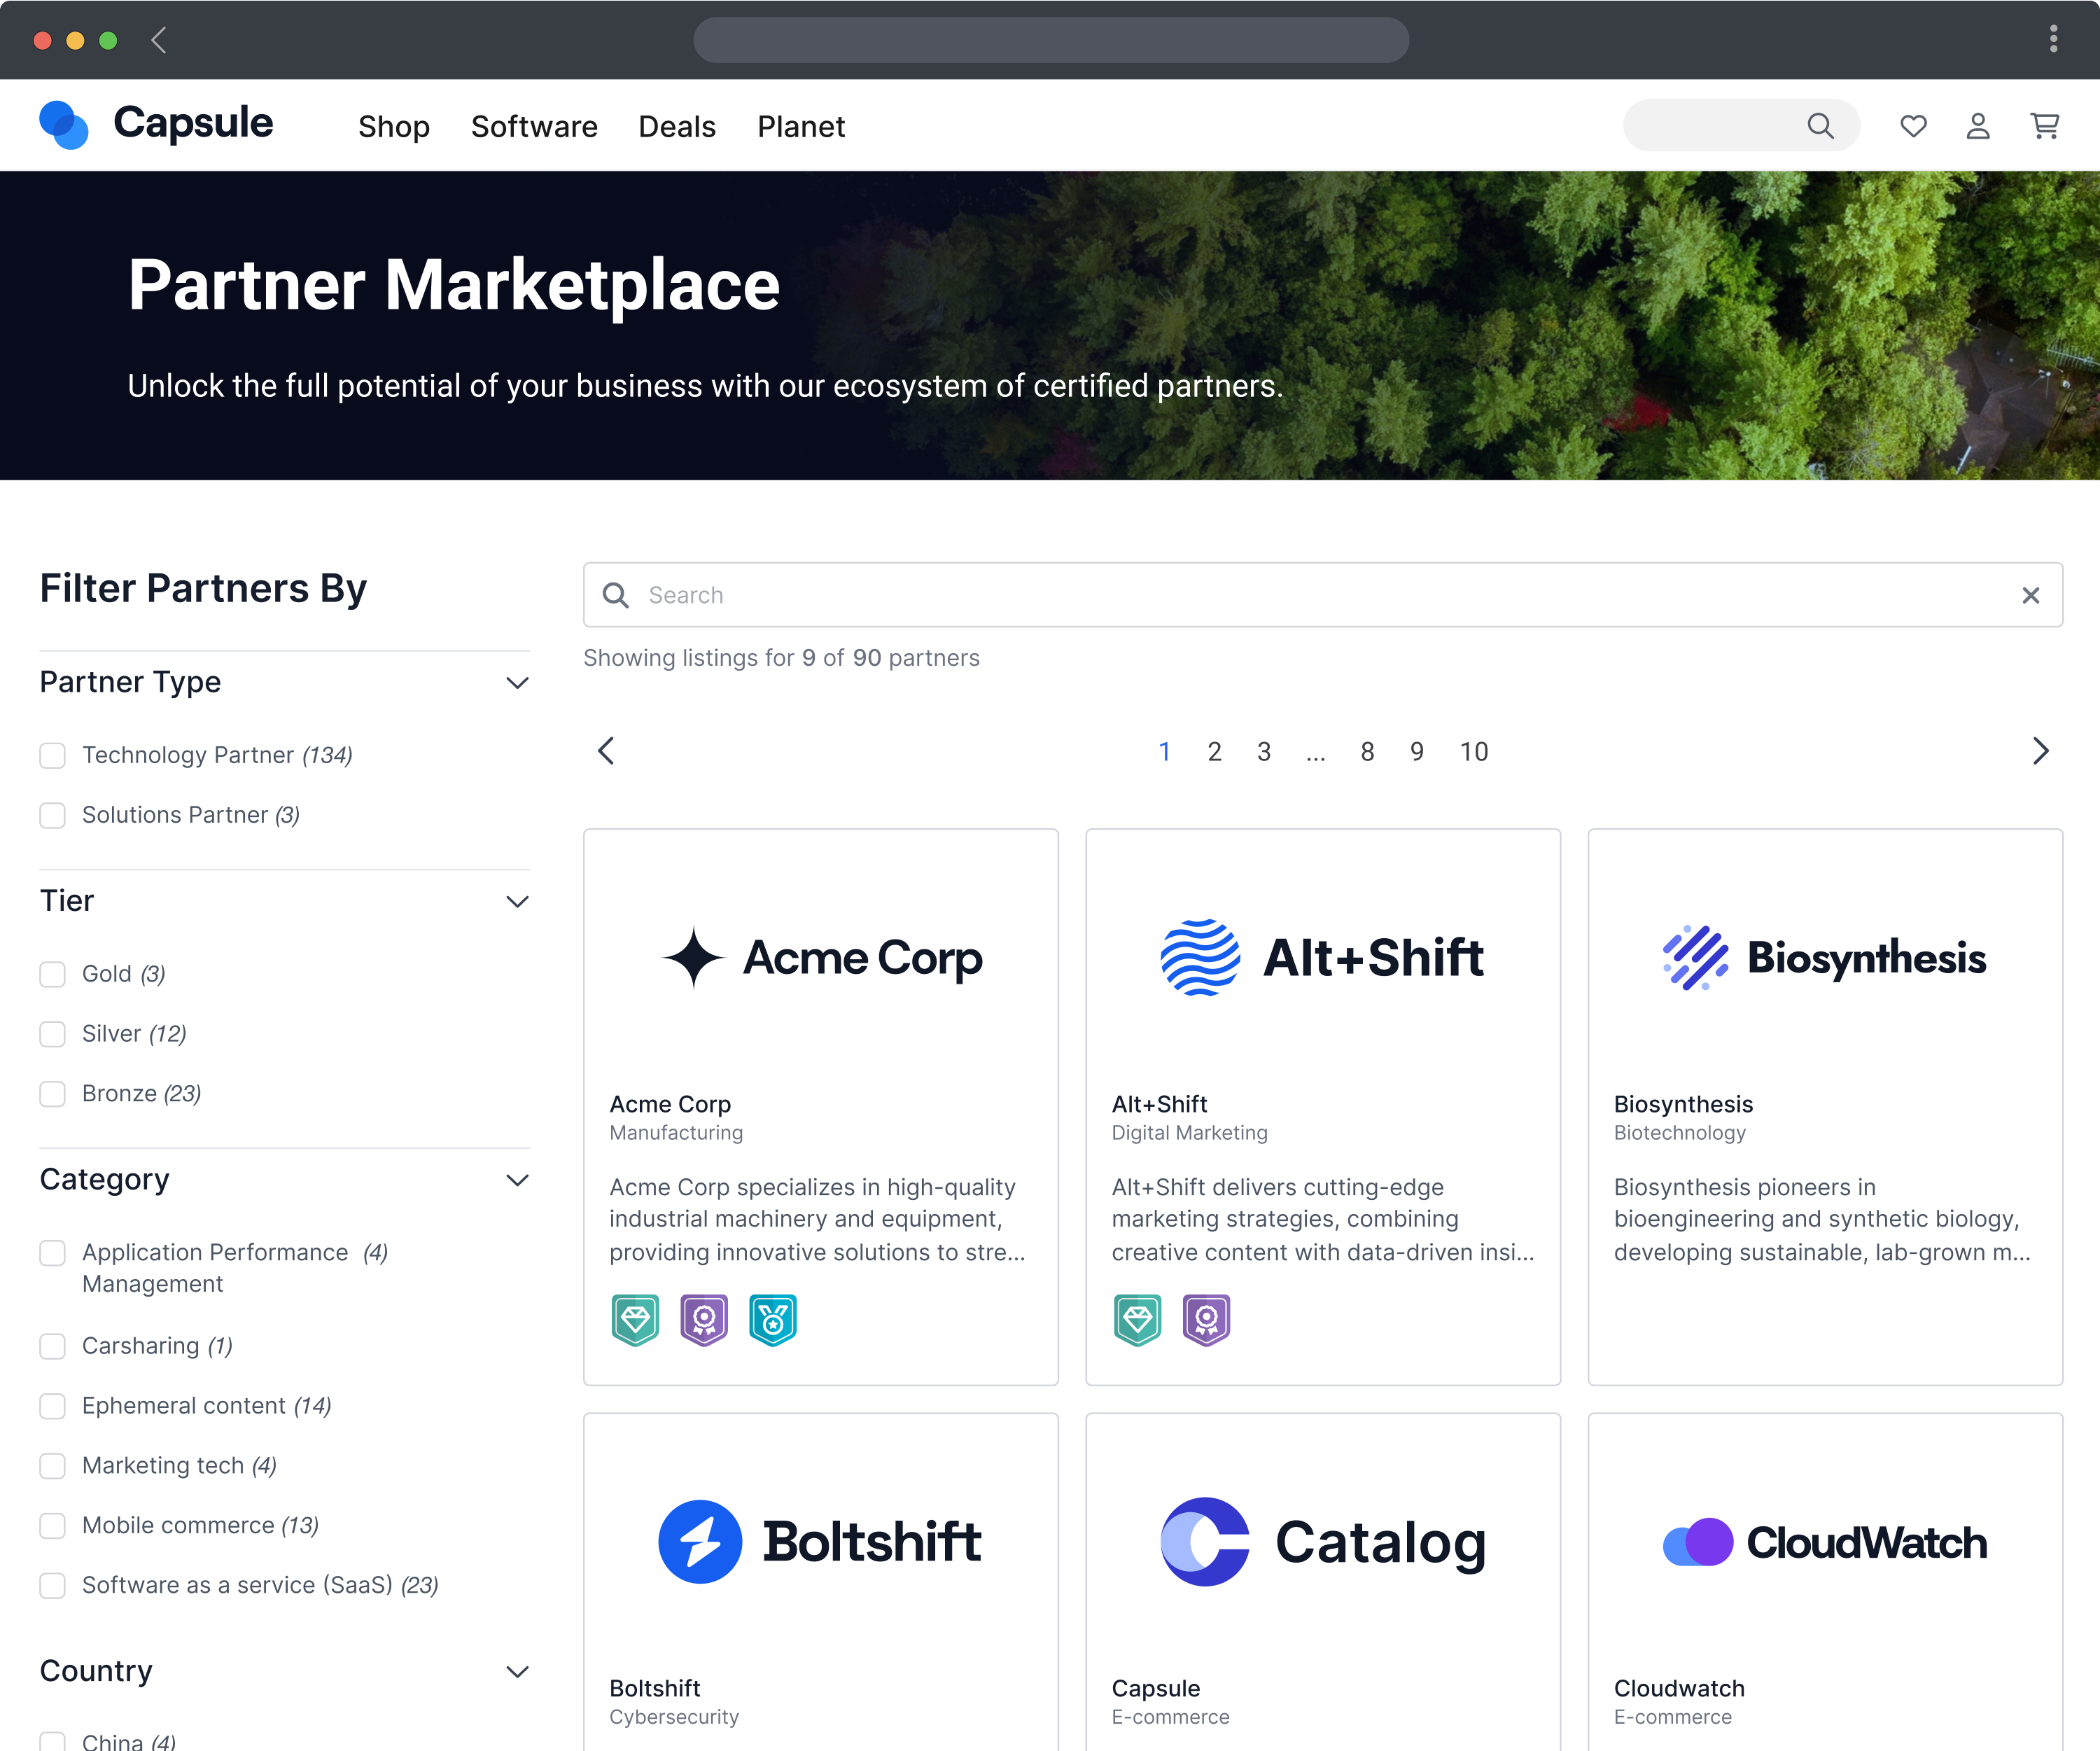 Capsule
Shop Software Deals Planet
Partner Marketplace
Unlock the full potential of your business with our ecosystem of certified partners.
Filter Partners By
Partner Type
Technology Partner (134)
Solutions Partner (3)
Tier
Gold (3)
Silver (12)
Bronze (23)
Category
Application Performance (4)
Management
Carsharing (1)
Ephemeral content (14)
Marketing tech (4)
Mobile commerce (13)
Software as a service (SaaS) (23)
Country
China (4)
Search
Showing listings for 9 of 90 partners
1 2 3 ... 8 9 10
Acme Corp
Acme Corp
Manufacturing
Acme Corp specializes in high-quality
industrial machinery and equipment,
providing innovative solutions to stre...
Alt+Shift
Alt+Shift
Digital Marketing
Alt+Shift delivers cutting-edge
marketing strategies, combining
creative content with data-driven insi...
Biosynthesis
Biosynthesis
Biotechnology
Biosynthesis pioneers in
bioengineering and synthetic biology,
developing sustainable, lab-grown m...
Boltshift
Boltshift
Cybersecurity
Catalog
Capsule
E-commerce
CloudWatch
Cloudwatch
E-commerce